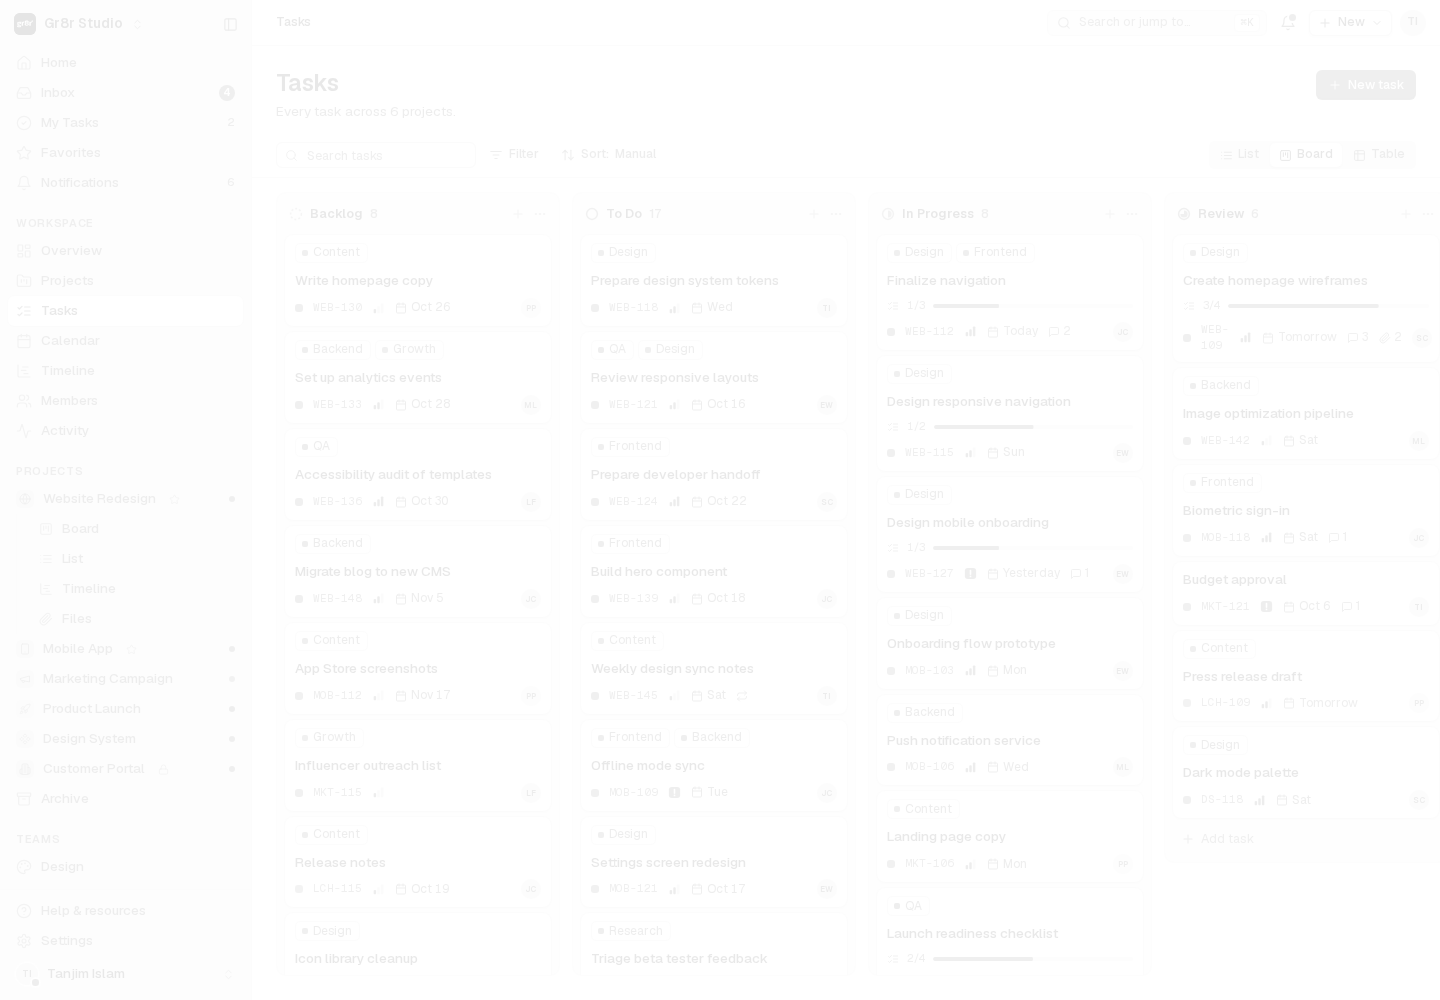 Gr8r Studio
Home
Inbox 4
My Tasks 2
Favorites
Notifications 6
WORKSPACE
Overview
Projects
Tasks
Calendar
Timeline
Members
Activity
PROJECTS
Website Redesign
Board
List
Timeline
Files
Mobile App
Marketing Campaign
Product Launch
Design System
Customer Portal
Archive
TEAMS
Design
Help & resources
Settings
TI Tanjim Islam
Tasks
Search or jump to... ⌘K
New
TI
Tasks
Every task across 6 projects.
New task
Search tasks
Filter
Sort: Manual
List
Board
Table
Backlog 8
Content
Write homepage copy
WEB-130 Oct 26 PP
Backend Growth
Set up analytics events
WEB-133 Oct 28 ML
QA
Accessibility audit of templates
WEB-136 Oct 30 LF
Backend
Migrate blog to new CMS
WEB-148 Nov 5 JC
Content
App Store screenshots
MOB-112 Nov 17 PP
Growth
Influencer outreach list
MKT-115 LF
Content
Release notes
LCH-115 Oct 19 JC
Design
Icon library cleanup
To Do 17
Design
Prepare design system tokens
WEB-118 Wed TI
QA Design
Review responsive layouts
WEB-121 Oct 16 EW
Frontend
Prepare developer handoff
WEB-124 Oct 22 SC
Frontend
Build hero component
WEB-139 Oct 18 JC
Content
Weekly design sync notes
WEB-145 Sat TI
Frontend Backend
Offline mode sync
MOB-109 Tue JC
Design
Settings screen redesign
MOB-121 Oct 17 EW
Research
Triage beta tester feedback
In Progress 8
Design Frontend
Finalize navigation
1/3
WEB-112 Today 2 JC
Design
Design responsive navigation
1/2
WEB-115 Sun EW
Design
Design mobile onboarding
1/3
WEB-127 Yesterday 1 EW
Design
Onboarding flow prototype
MOB-103 Mon EW
Backend
Push notification service
MOB-106 Wed ML
Content
Landing page copy
MKT-106 Mon PP
QA
Launch readiness checklist
2/4
Review 6
Design
Create homepage wireframes
3/4
WEB-
109 Tomorrow 3 2 SC
Backend
Image optimization pipeline
WEB-142 Sat ML
Frontend
Biometric sign-in
MOB-118 Sat 1 JC
Budget approval
MKT-121 Oct 6 1 TI
Content
Press release draft
LCH-109 Tomorrow PP
Design
Dark mode palette
DS-118 Sat SC
Add task